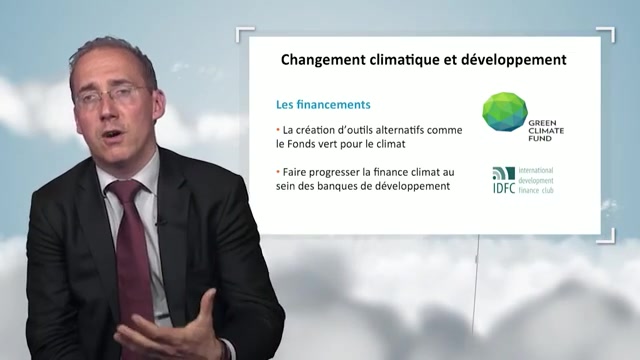 Changement climatique et développement
Les financements
• La création d'outils alternatifs comme
le Fonds vert pour le climat
• Faire progresser la finance climat au
sein des banques de développement
GREEN
CLIMATE
FUND
IDFC
international
development
finance club